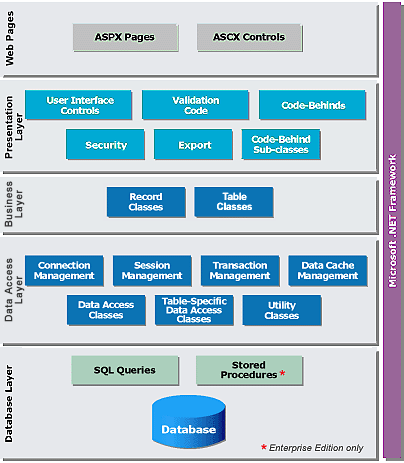 Web Pages
ASPX Pages
ASCX Controls
Presentation
Layer
User Interface
Controls
Validation
Code
Code-Behinds
Security
Export
Code-Behind
Sub-classes
Business
Layer
Record
Classes
Table
Classes
Data Access
Layer
Connection
Management
Session
Management
Transaction
Management
Data Cache
Management
Data Access
Classes
Table-Specific
Data Access
Classes
Utility
Classes
Database Layer
SQL Queries
Stored
Procedures *
Database
* Enterprise Edition only
Microsoft .NET Framework